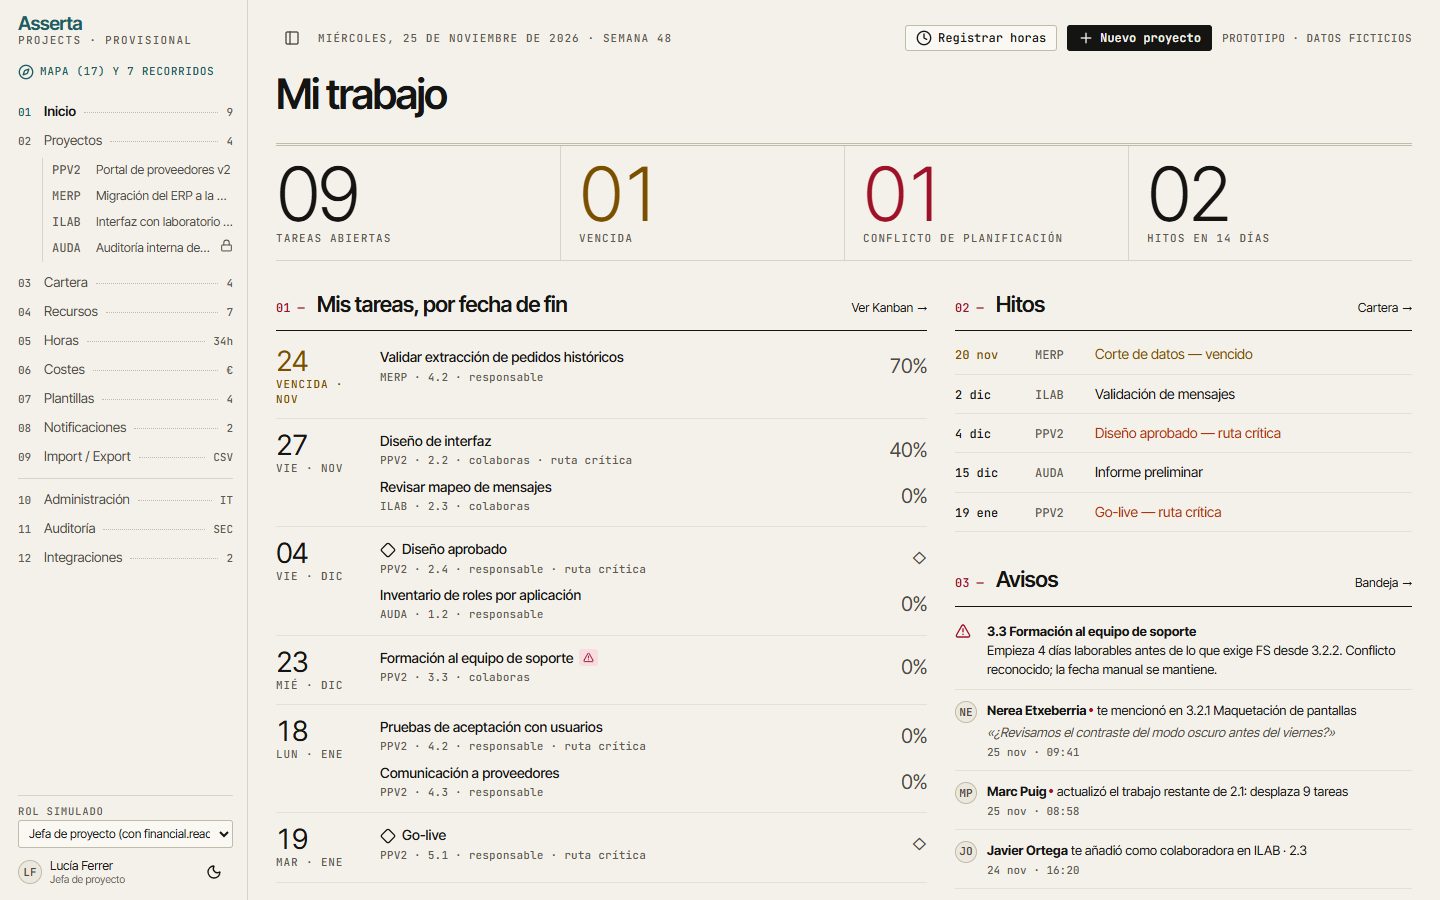 Asserta
PROJECTS · PROVISIONAL
MAPA (17) Y 7 RECORRIDOS
01 Inicio 9
02 Proyectos 4
PPV2 Portal de proveedores v2
MERP Migración del ERP a la ...
ILAB Interfaz con laboratorio ...
AUDA Auditoría interna de...
03 Cartera 4
04 Recursos 7
05 Horas 34h
06 Costes €
07 Plantillas 4
08 Notificaciones 2
09 Import / Export CSV
10 Administración IT
11 Auditoría SEC
12 Integraciones 2
ROL SIMULADO
Jefa de proyecto (con financial.reac
LF Lucía Ferrer
Jefa de proyecto
MIÉRCOLES, 25 DE NOVIEMBRE DE 2026 · SEMANA 48
Registrar horas
Nuevo proyecto
PROTOTIPO · DATOS FICTICIOS
Mi trabajo
09
TAREAS ABIERTAS
01
VENCIDA
01
CONFLICTO DE PLANIFICACIÓN
02
HITOS EN 14 DÍAS
01 — Mis tareas, por fecha de fin
Ver Kanban →
24
VENCIDA ·
NOV
Validar extracción de pedidos históricos
MERP · 4.2 · responsable
70%
27
VIE · NOV
Diseño de interfaz
PPV2 · 2.2 · colaboras · ruta crítica
40%
Revisar mapeo de mensajes
ILAB · 2.3 · colaboras
0%
04
VIE · DIC
Diseño aprobado
PPV2 · 2.4 · responsable · ruta crítica
Inventario de roles por aplicación
AUDA · 1.2 · responsable
0%
23
MIÉ · DIC
Formación al equipo de soporte
PPV2 · 3.3 · colaboras
0%
18
LUN · ENE
Pruebas de aceptación con usuarios
PPV2 · 4.2 · responsable · ruta crítica
0%
Comunicación a proveedores
PPV2 · 4.3 · responsable
0%
19
MAR · ENE
Go-live
PPV2 · 5.1 · responsable · ruta crítica
02 — Hitos
Cartera →
20 nov MERP Corte de datos — vencido
2 dic ILAB Validación de mensajes
4 dic PPV2 Diseño aprobado — ruta crítica
15 dic AUDA Informe preliminar
19 ene PPV2 Go-live — ruta crítica
03 — Avisos
Bandeja →
3.3 Formación al equipo de soporte
Empieza 4 días laborables antes de lo que exige FS desde 3.2.2. Conflicto
reconocido; la fecha manual se mantiene.
NE Nerea Etxeberria • te mencionó en 3.2.1 Maquetación de pantallas
«¿Revisamos el contraste del modo oscuro antes del viernes?»
25 nov · 09:41
MP Marc Puig • actualizó el trabajo restante de 2.1: desplaza 9 tareas
25 nov · 08:58
JO Javier Ortega te añadió como colaboradora en ILAB · 2.3
24 nov · 16:20